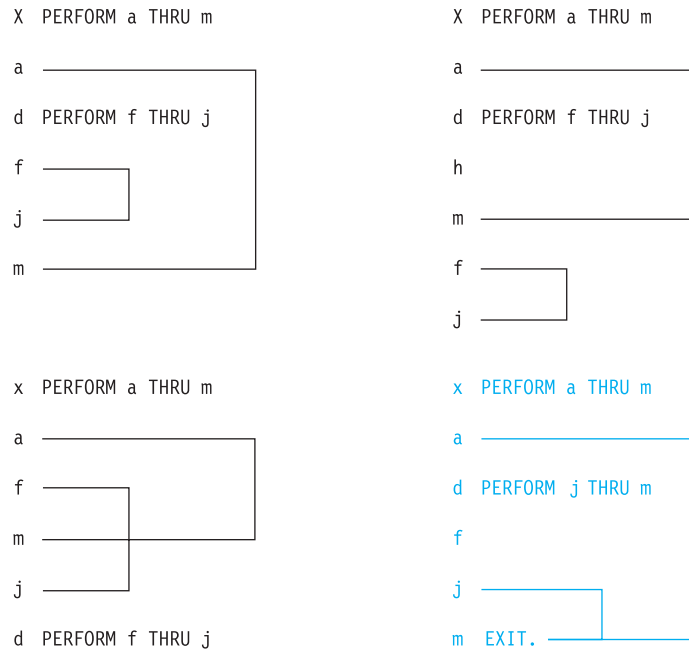 X PERFORM a THRU m
a
d PERFORM f THRU j
f
j
m
X PERFORM a THRU m
a
d PERFORM f THRU j
h
m
f
j
x PERFORM a THRU m
a
f
m
j
d PERFORM f THRU j
x PERFORM a THRU m
a
d PERFORM j THRU m
f
j
m EXIT.